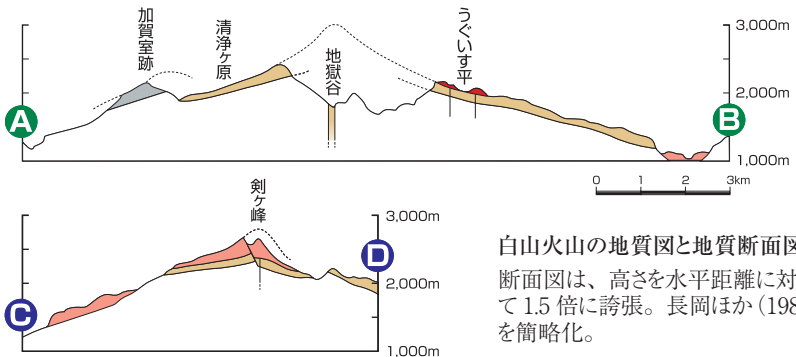 加賀室跡
清浄ヶ原
地獄谷
うぐいす平
3,000m
2,000m
1,000m
A
B
0 1 2 3km
剣ヶ峰
3,000m
2,000m
1,000m
C
D
白山火山の地質図と地質断面図
断面図は、高さを水平距離に対
て 1.5 倍に誇張。長岡ほか（198
を簡略化。